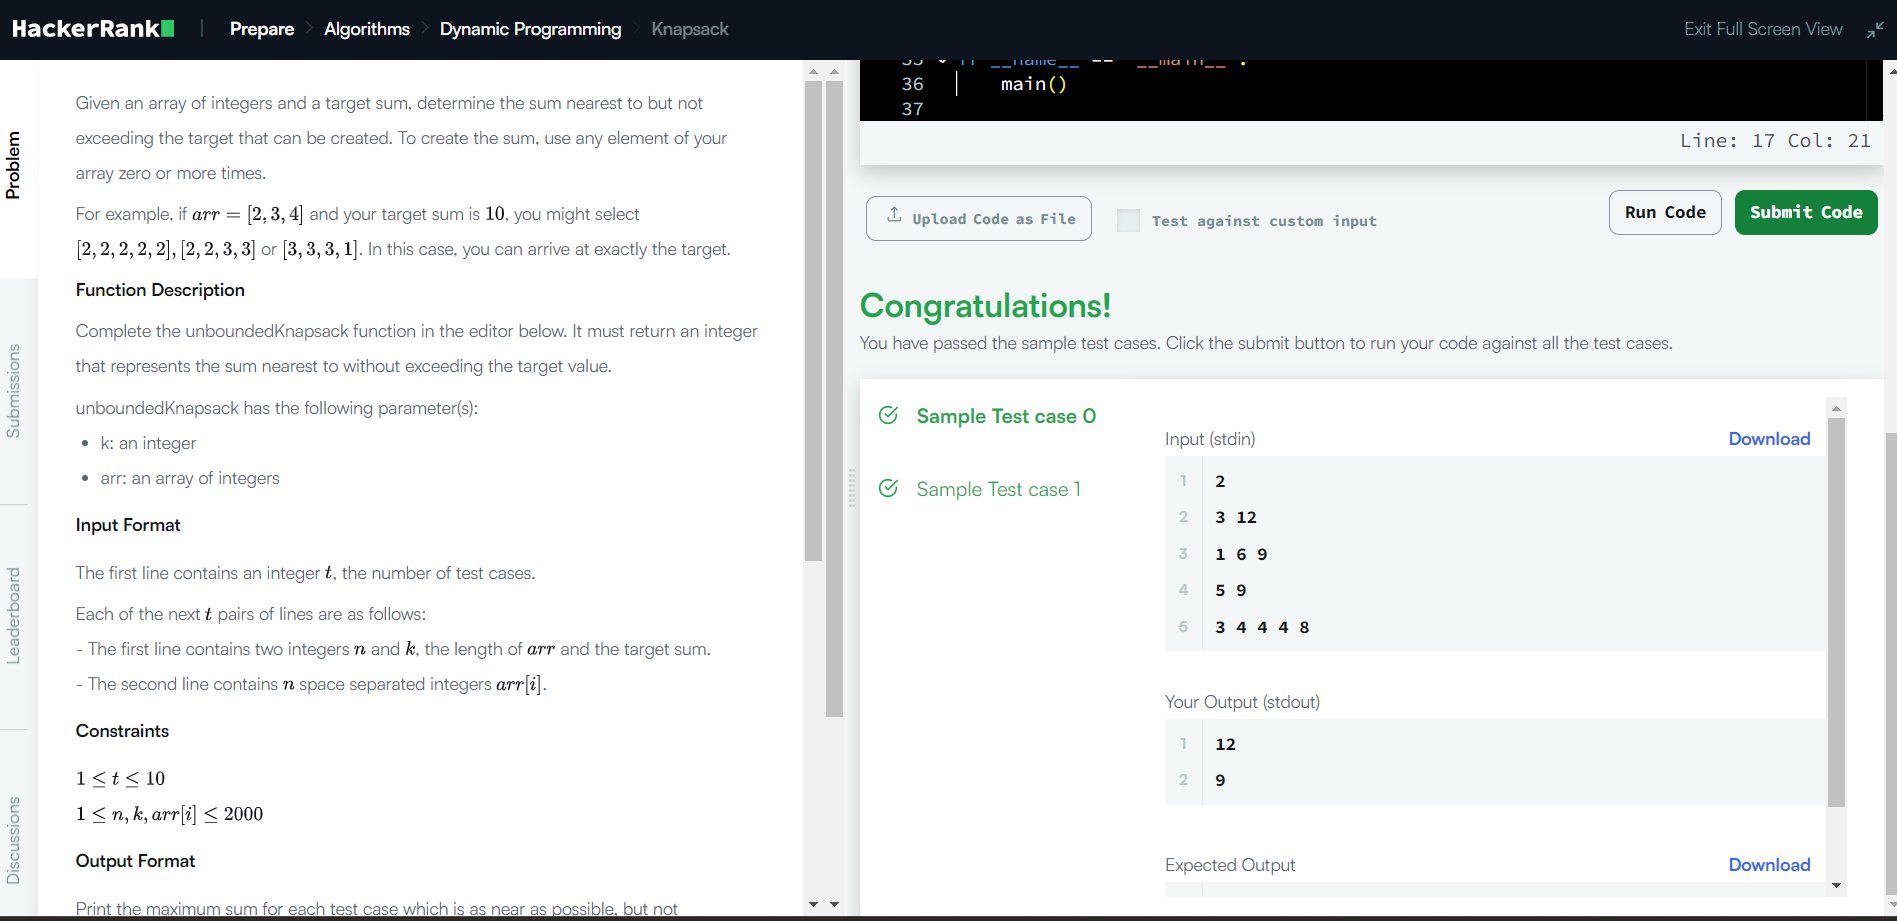 HackerRank
Prepare
Algorithms
Dynamic Programming
Knapsack
Exit Full Screen View
Problem
Submissions
Leaderboard
Discussions
Given an array of integers and a target sum, determine the sum nearest to but not
exceeding the target that can be created. To create the sum, use any element of your
array zero or more times.
For example, if arr = [2, 3, 4] and your target sum is 10, you might select
[2, 2, 2, 2, 2], [2, 2, 3, 3] or [3, 3, 3, 1]. In this case, you can arrive at exactly the target.
Function Description
Complete the unboundedKnapsack function in the editor below. It must return an integer
that represents the sum nearest to without exceeding the target value.
unboundedKnapsack has the following parameter(s):
• k: an integer
• arr: an array of integers
Input Format
The first line contains an integer t, the number of test cases.
Each of the next t pairs of lines are as follows:
- The first line contains two integers n and k, the length of arr and the target sum.
- The second line contains n space separated integers arr[i].
Constraints
1 ≤ t ≤ 10
1 ≤ n, k, arr[i] ≤ 2000
Output Format
Print the maximum sum for each test case which is as near as possible, but not
35 if __name__ == '__main__':
36 main()
37
Line: 17 Col: 21
Upload Code as File
Test against custom input
Run Code
Submit Code
Congratulations!
You have passed the sample test cases. Click the submit button to run your code against all the test cases.
Sample Test case 0
Sample Test case 1
Input (stdin)
Download
1 2
2 3 12
3 1 6 9
4 5 9
5 3 4 4 4 8
Your Output (stdout)
1 12
2 9
Expected Output
Download